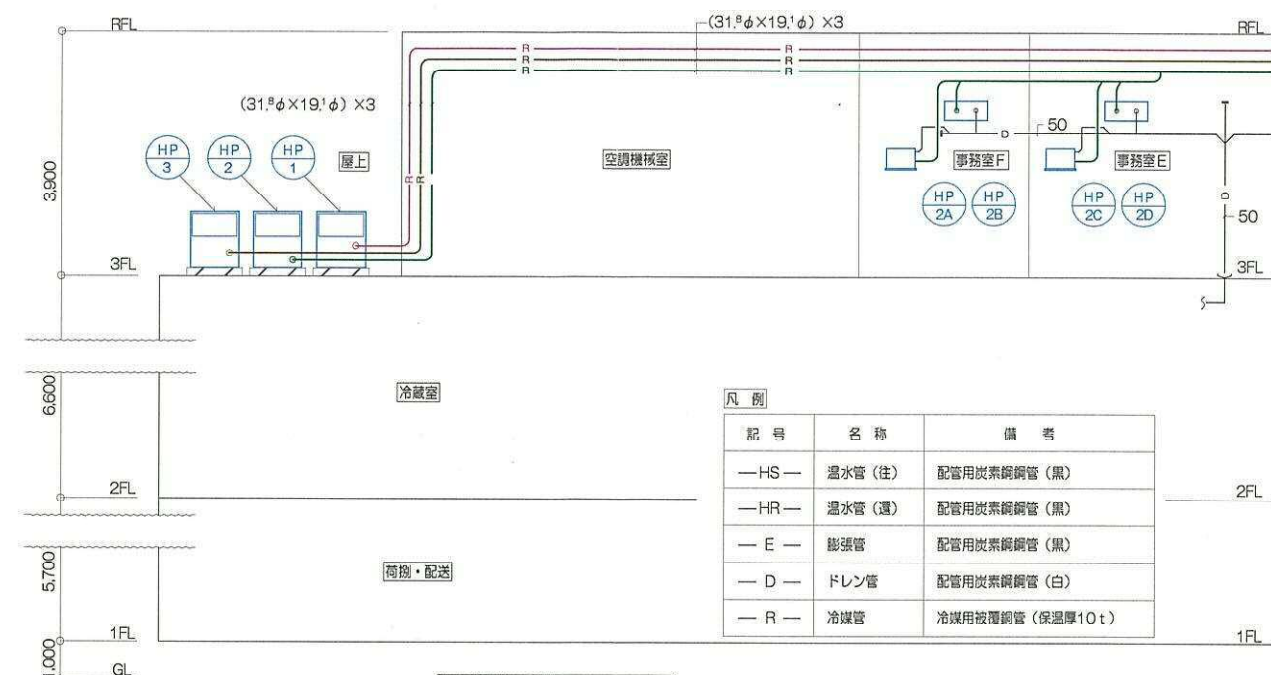 RFL
(31.⁸φ×19.¹φ) ×3
RFL
R
R
R
R
R
R
(31.⁸φ×19.¹φ) ×3
HP
3
HP
2
HP
1
屋上
R
R
空調機械室
D
50
事務室F
事務室E
HP
2A
HP
2B
HP
2C
HP
2D
D
50
3,900
3FL
3FL
6,600
冷蔵室
2FL
2FL
5,700
荷捌・配送
1FL
1FL
1,000
GL
凡 例
記 号 名 称 備 考
—HS— 温水管(往) 配管用炭素鋼鋼管(黒)
—HR— 温水管(還) 配管用炭素鋼鋼管(黒)
— E — 膨張管 配管用炭素鋼鋼管(黒)
— D — ドレン管 配管用炭素鋼鋼管(白)
— R — 冷媒管 冷媒用被覆銅管(保温厚10t)